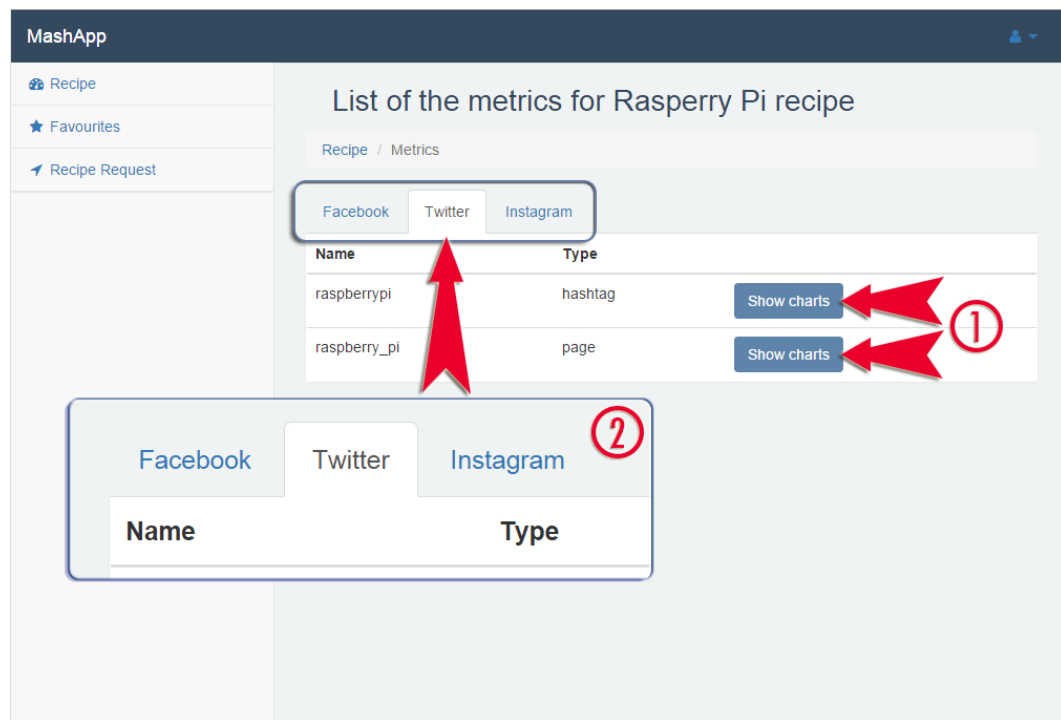 MashApp
Recipe
Favourites
Recipe Request
List of the metrics for Rasperry Pi recipe
Recipe / Metrics
Facebook Twitter Instagram
Name Type
raspberrypi hashtag Show charts
1
raspberry_pi page Show charts
2
Facebook Twitter Instagram
Name Type